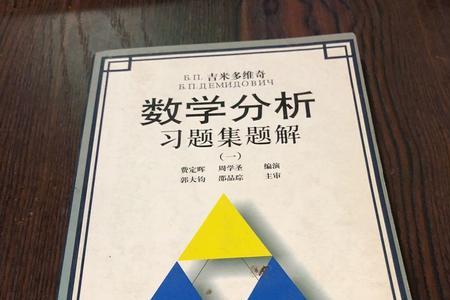 Б.П. 吉米多维奇
Б.П.ДЕМИДОВИЧ
数学分析
习题集题解
(一)
费定晖 周学圣 编演
郭大钧 邵品琮 主审